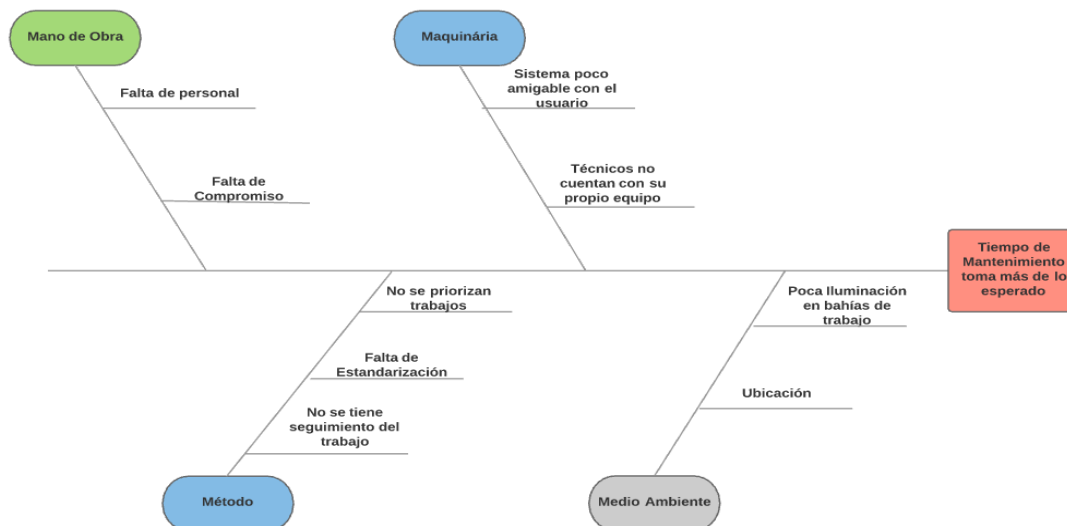 Mano de Obra
Maquinária
Falta de personal
Sistema poco
amigable con el
usuario
Falta de
Compromiso
Técnicos no
cuentan con su
propio equipo
Tiempo de
Mantenimiento
toma más de lo
esperado
No se priorizan
trabajos
Poca Iluminación
en bahías de
trabajo
Falta de
Estandarización
Ubicación
No se tiene
seguimiento del
trabajo
Método
Medio Ambiente